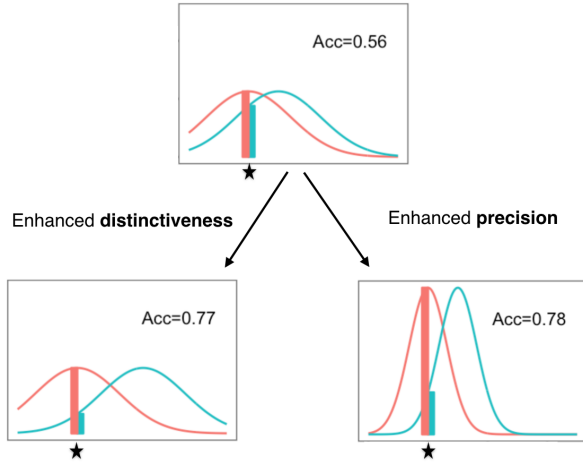 Acc=0.56
Enhanced distinctiveness
Enhanced precision
Acc=0.77
Acc=0.78